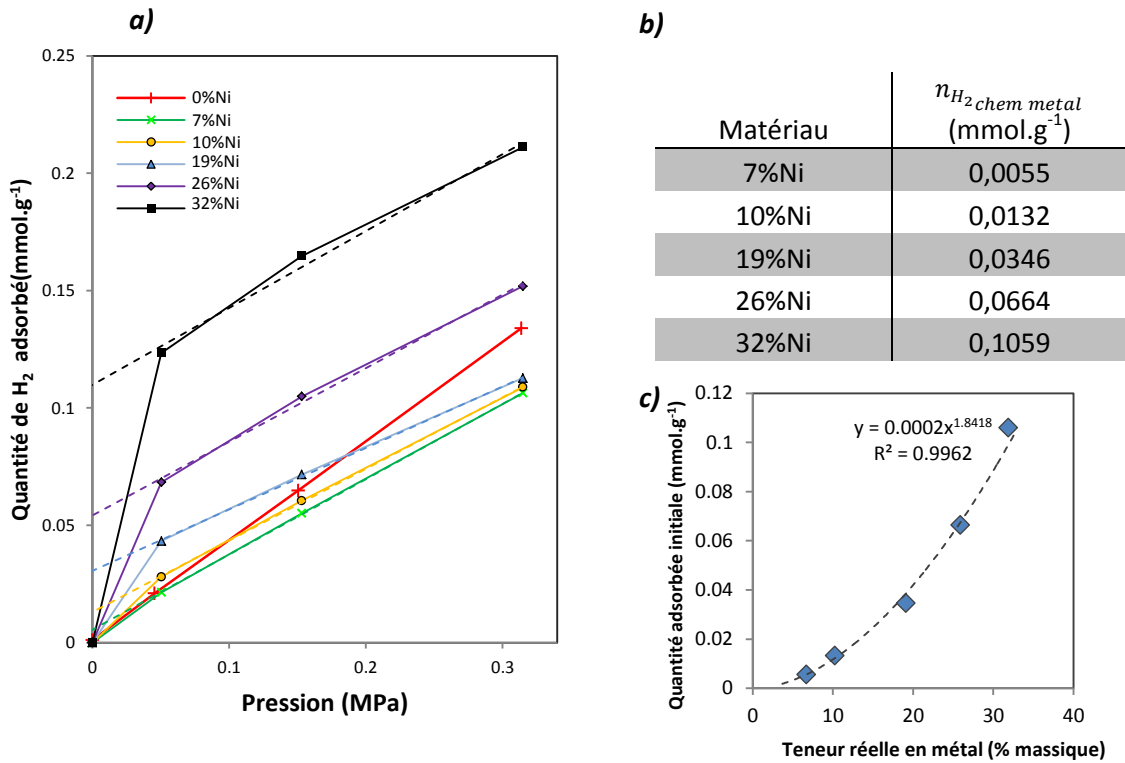 a)
0.25
0.2
0.15
0.1
0.05
0
0
0.1
0.2
0.3
Quantité de H2 adsorbé(mmol.g-1)
Pression (MPa)
0%Ni
7%Ni
10%Ni
19%Ni
26%Ni
32%Ni
b)
Matériau nH2 chem metal (mmol.g-1)
7%Ni 0,0055
10%Ni 0,0132
19%Ni 0,0346
26%Ni 0,0664
32%Ni 0,1059
c)
0.12
0.1
0.08
0.06
0.04
0.02
0
0 10 20 30 40
y = 0.0002x1.8418
R² = 0.9962
Quantité adsorbée initiale (mmol.g-1)
Teneur réelle en métal (% massique)